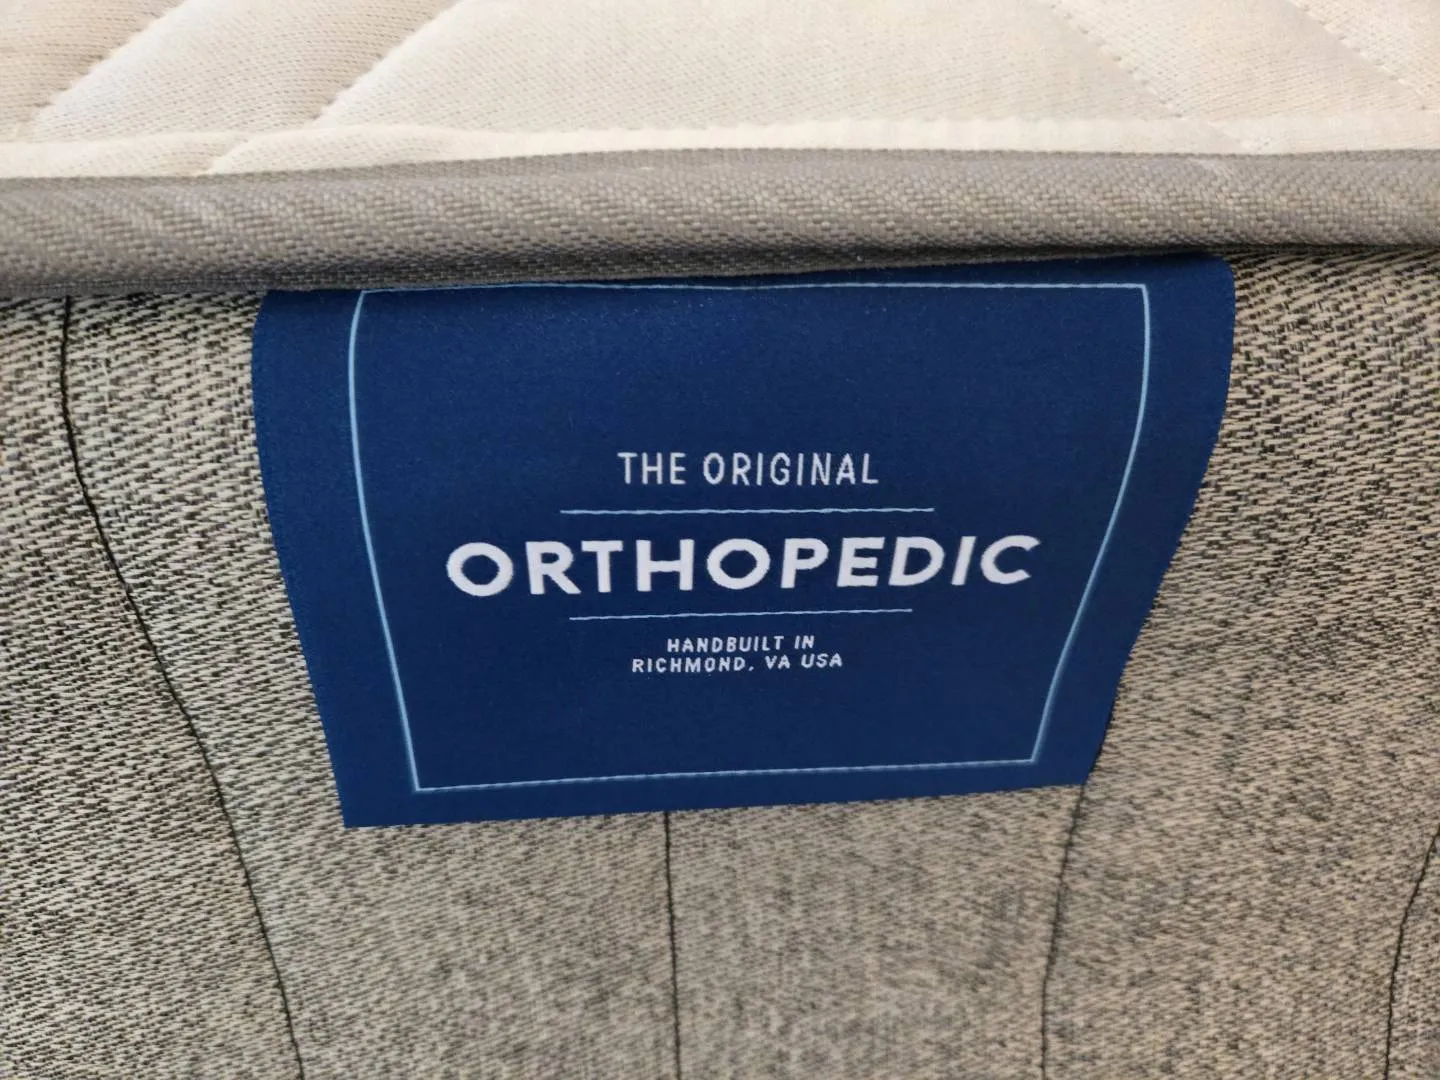 THE ORIGINAL
ORTHOPEDIC
HANDBUILT IN
RICHMOND, VA USA